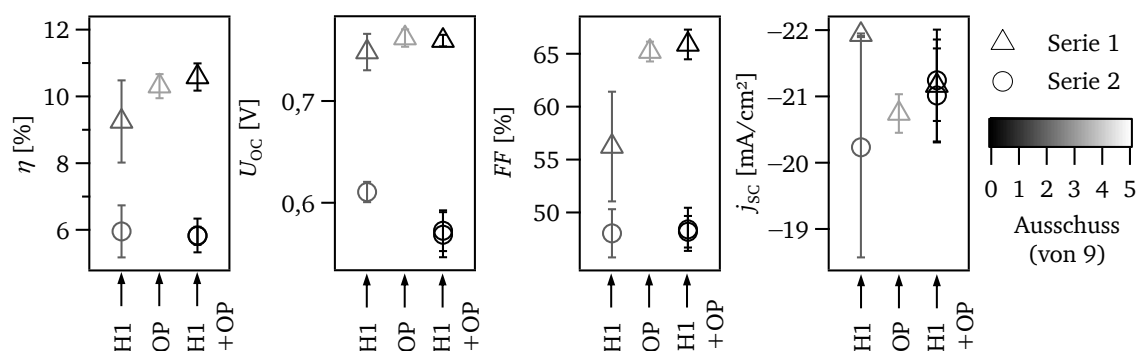 12
10
8
6
η [%]
H1
OP
H1
+OP
0,7
0,6
U_OC [V]
H1
OP
H1
+OP
65
60
55
50
FF [%]
H1
OP
H1
+OP
−22
−21
−20
−19
j_SC [mA/cm²]
H1
OP
H1
+OP
Serie 1
Serie 2
0 1 2 3 4 5
Ausschuss
(von 9)